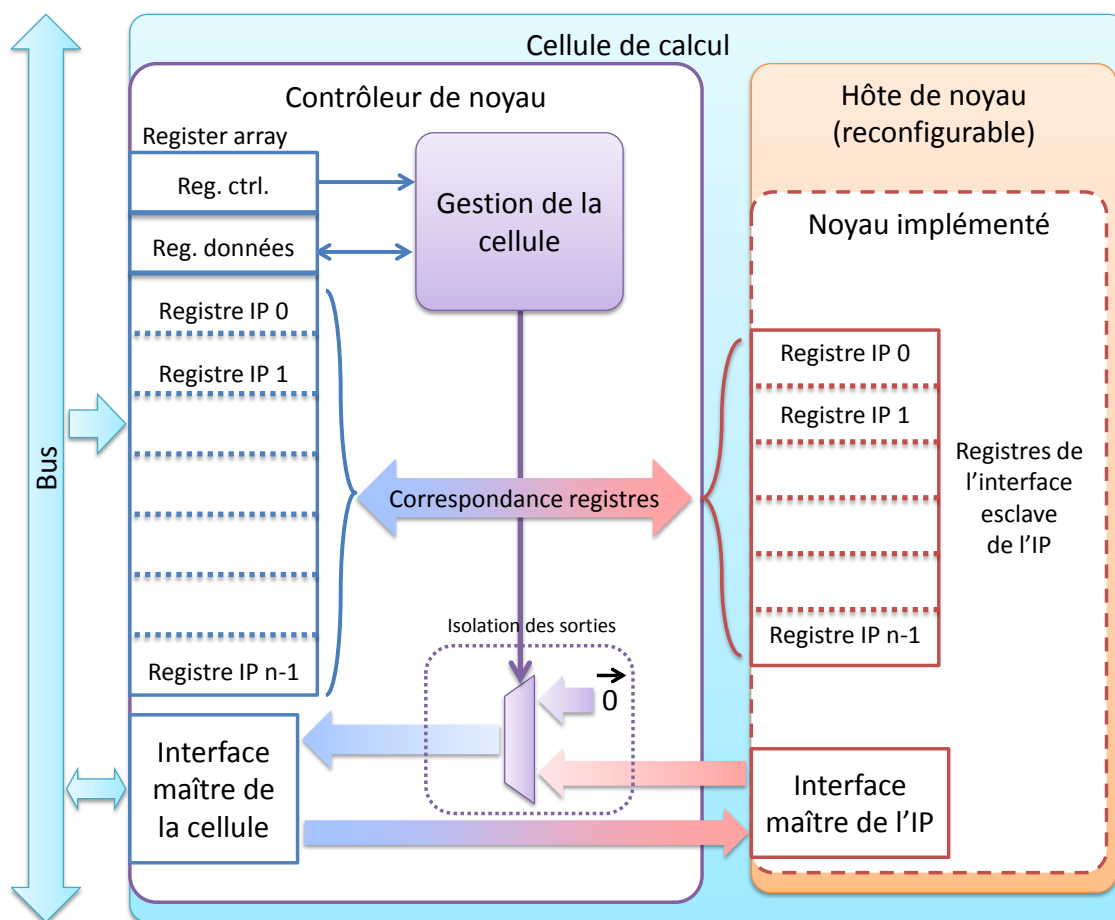 Cellule de calcul
Bus
Contrôleur de noyau
Register array
Reg. ctrl.
Reg. données
Registre IP 0
Registre IP 1
Registre IP n-1
Gestion de la
cellule
Correspondance registres
Isolation des sorties
0
Interface
maître de
la cellule
Hôte de noyau
(reconfigurable)
Noyau implémenté
Registre IP 0
Registre IP 1
Registre IP n-1
Registres de
l’interface
esclave
de l’IP
Interface
maître de l’IP